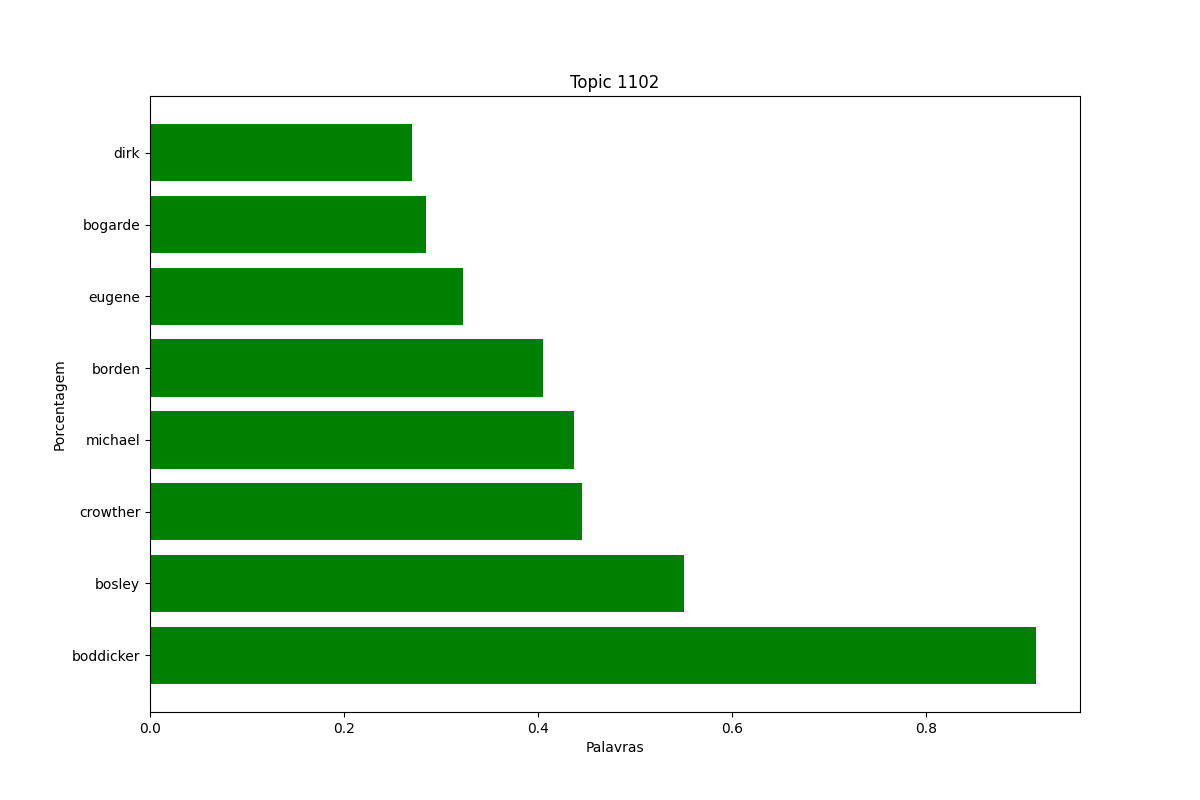 Topic 1102
dirk
bogarde
eugene
borden
michael
crowther
bosley
boddicker
Porcentagem
0.0 0.2 0.4 0.6 0.8
Palavras